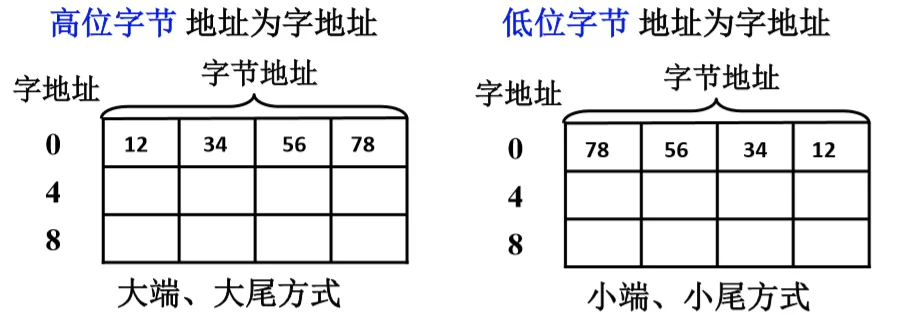 高位字节 地址为字地址
字地址 字节地址
0 12 34 56 78
4
8
大端、大尾方式
低位字节 地址为字地址
字地址 字节地址
0 78 56 34 12
4
8
小端、小尾方式